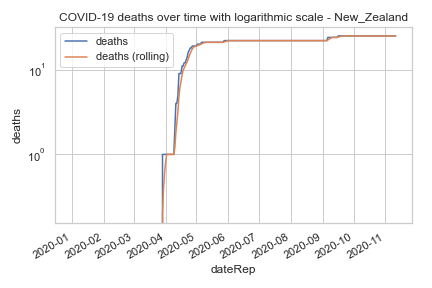 COVID-19 deaths over time with logarithmic scale - New_Zealand
deaths
deaths (rolling)
deaths
10¹
10⁰
2020-01
2020-02
2020-03
2020-04
2020-05
2020-06
2020-07
2020-08
2020-09
2020-10
2020-11
dateRep